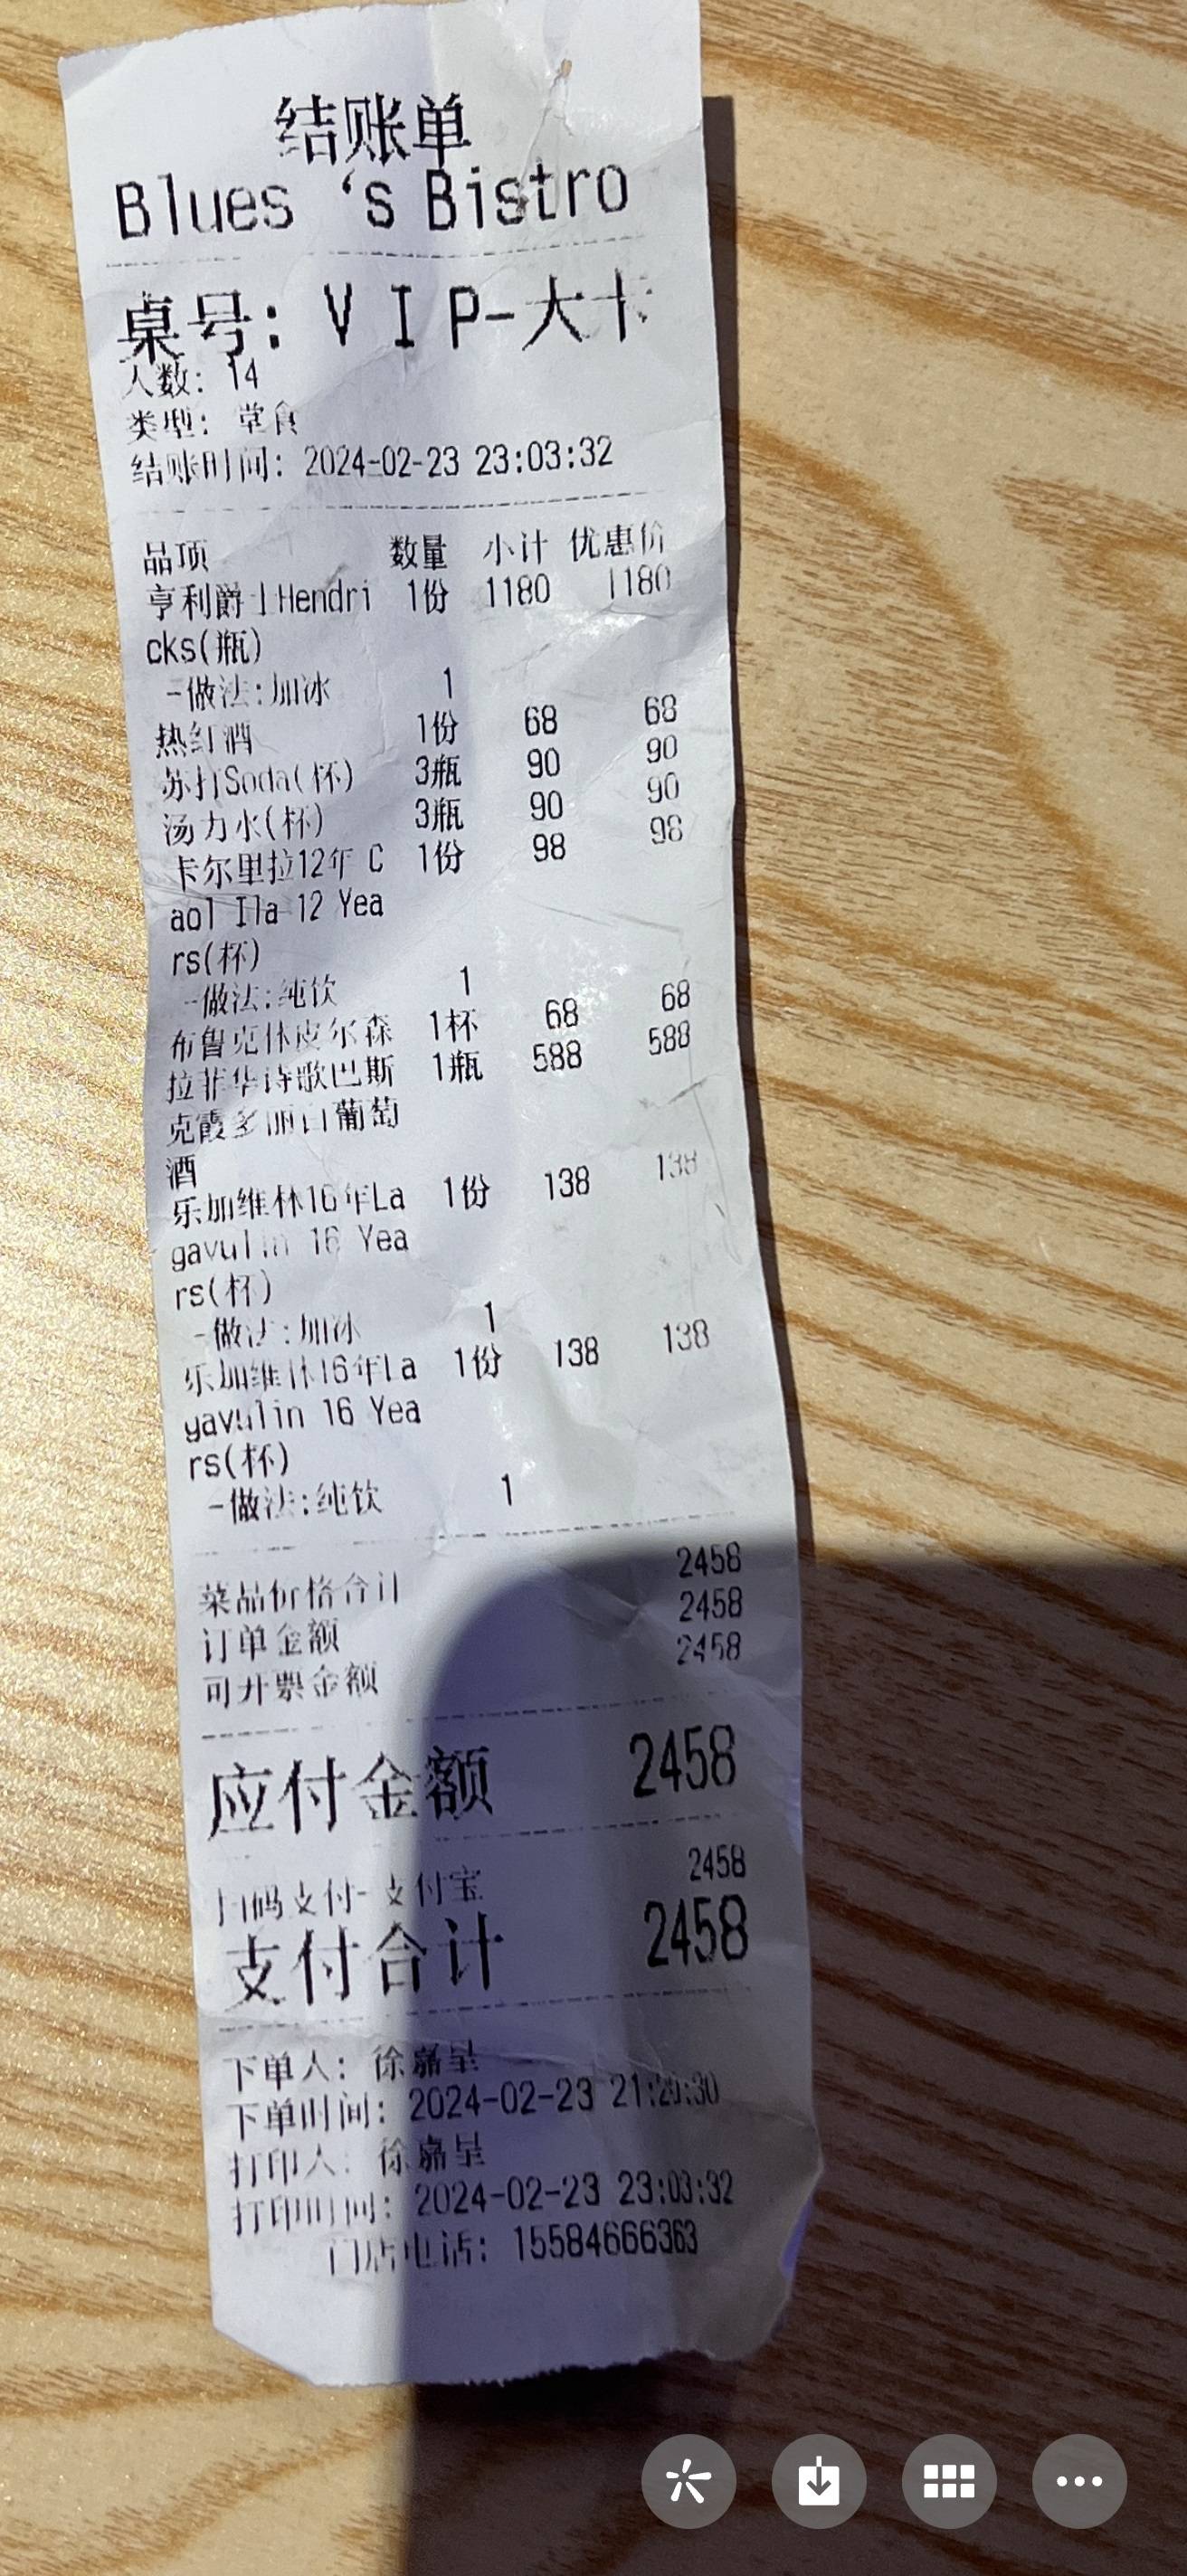 结账单
Blues ‘s Bistro
桌号: VIP-大卡
人数: 14
类型: 堂食
结账时间: 2024-02-23 23:03:32
品项 数量 小计 优惠价
亨利爵士Hendri 1份 1180 1180
cks(瓶)
-做法:加冰 1
热红酒 1份 68 68
苏打Soda(杯) 3瓶 90 90
汤力水(杯) 3瓶 90 90
卡尔里拉12年 C 1份 98 98
aol Ila 12 Yea
rs(杯)
-做法:纯饮 1
布鲁克林皮尔森 1杯 68 68
拉菲华诗歌巴斯 1瓶 588 588
克霞多丽白葡萄
酒
乐加维林16年La 1份 138 138
gavulin 16 Yea
rs(杯)
-做法:加冰 1
乐加维林16年La 1份 138 138
gavulin 16 Yea
rs(杯)
-做法:纯饮 1
菜品价格合计 2458
订单金额 2458
可开票金额 2458
应付金额 2458
扫码支付-支付宝 2458
支付合计 2458
下单人: 徐嘉呈
下单时间: 2024-02-23 21:20:30
打印人: 徐嘉呈
打印时间: 2024-02-23 23:03:32
门店电话: 15584666363